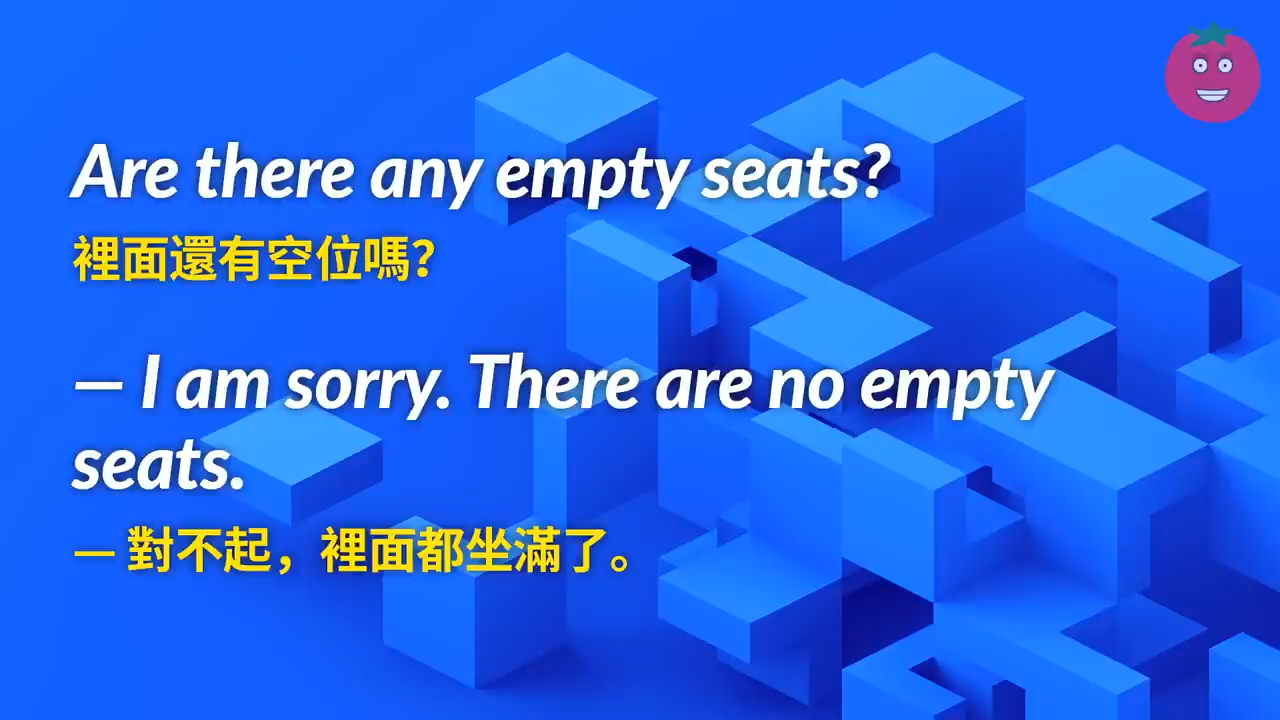 Are there any empty seats?
裡面還有空位嗎?
— I am sorry. There are no empty
seats.
— 對不起，裡面都坐滿了。